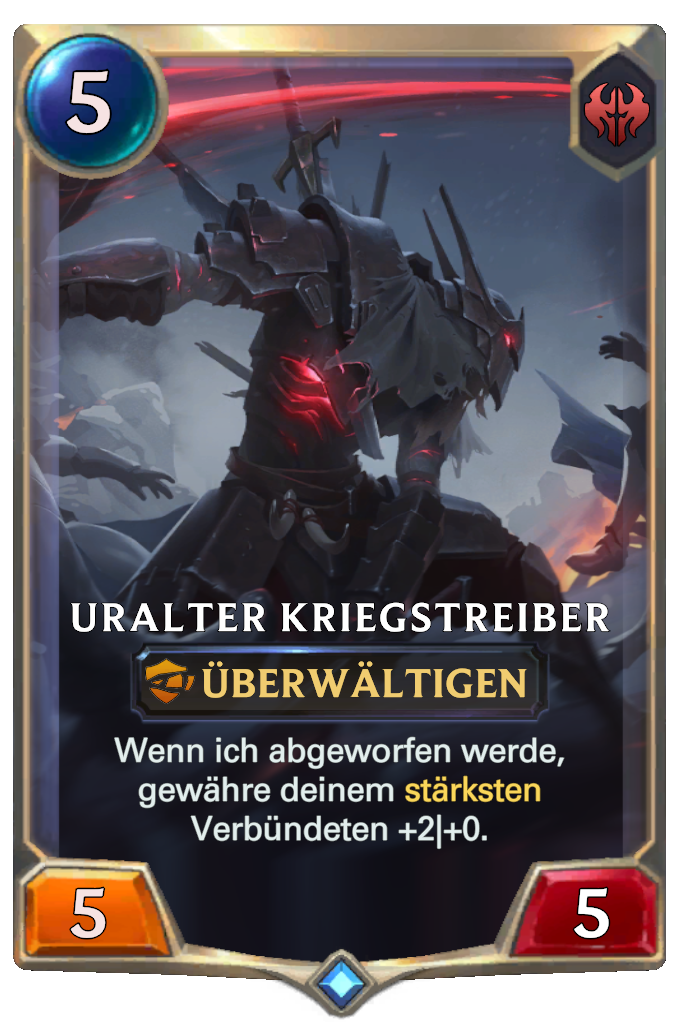 5
URALTER KRIEGSTREIBER
ÜBERWÄLTIGEN
Wenn ich abgeworfen werde,
gewähre deinem stärksten
Verbündeten +2|+0.
5
5